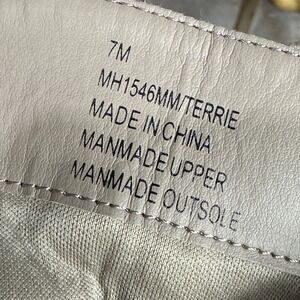 7M
MH1546MM/TERRIE
MADE IN CHINA
MANMADE UPPER
MANMADE OUTSOLE